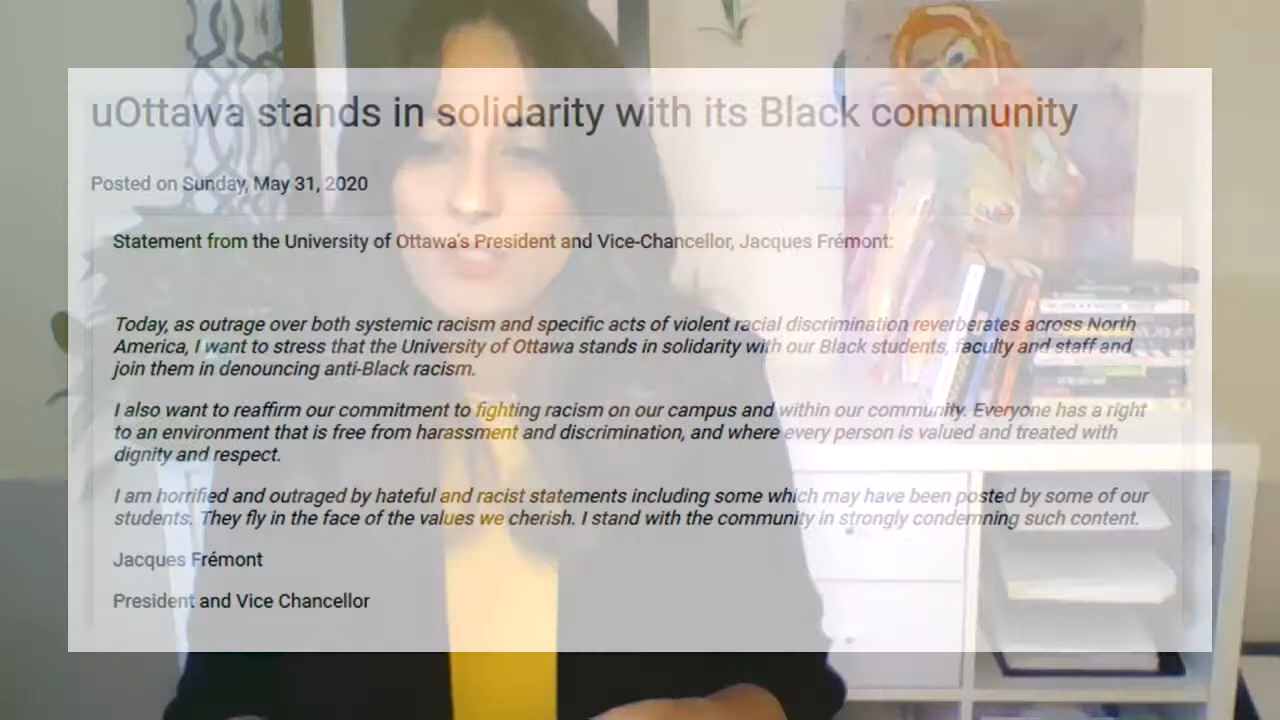 uOttawa stands in solidarity with its Black community
Posted on Sunday, May 31, 2020
Statement from the University of Ottawa's President and Vice-Chancellor, Jacques Frémont:
Today, as outrage over both systemic racism and specific acts of violent racial discrimination reverberates across North
America, I want to stress that the University of Ottawa stands in solidarity with our Black students, faculty and staff and
join them in denouncing anti-Black racism.
I also want to reaffirm our commitment to fighting racism on our campus and within our community. Everyone has a right
to an environment that is free from harassment and discrimination, and where every person is valued and treated with
dignity and respect.
I am horrified and outraged by hateful and racist statements including some which may have been posted by some of our
students. They fly in the face of the values we cherish. I stand with the community in strongly condemning such content.
Jacques Frémont
President and Vice Chancellor